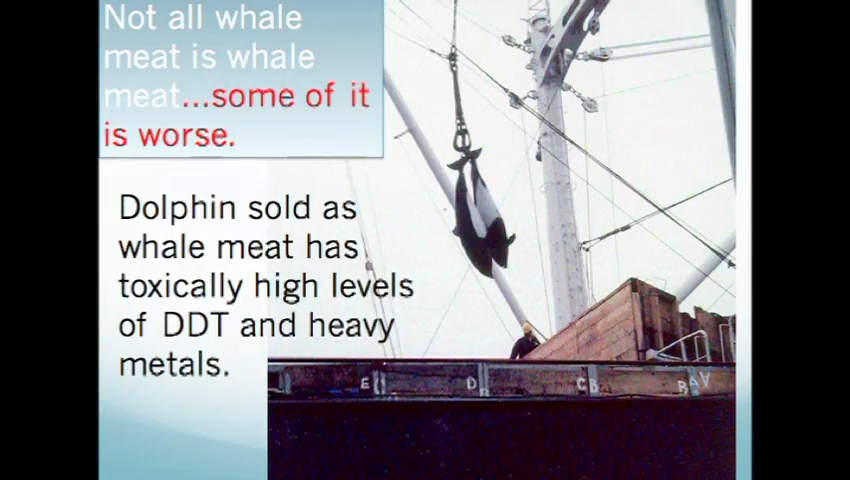 Not all whale
meat is whale
meat...some of it
is worse.
Dolphin sold as
whale meat has
toxically high levels
of DDT and heavy
metals.
E D C B B A